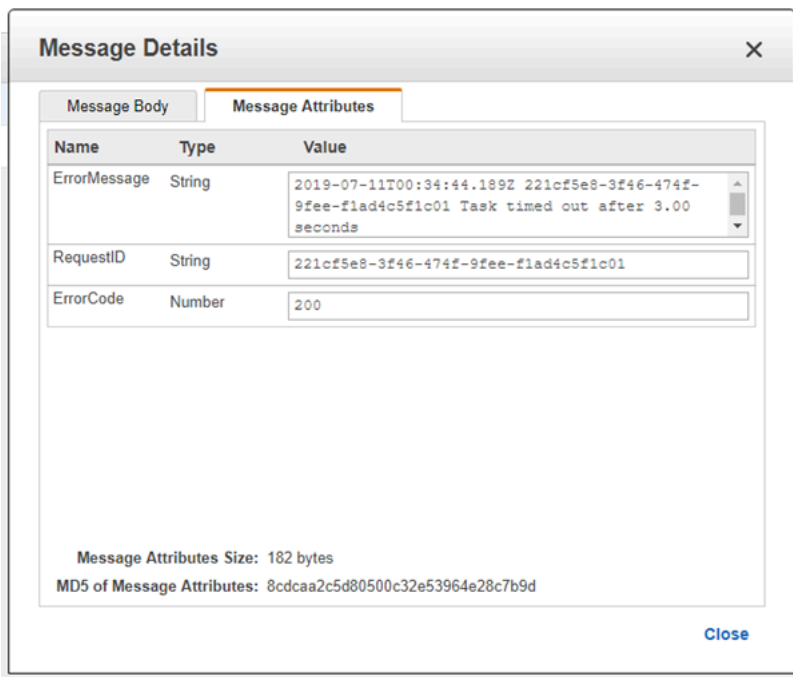 Message Details
Message Body Message Attributes
Name Type Value
ErrorMessage String 2019-07-11T00:34:44.189Z 221cf5e8-3f46-474f-
9fee-f1ad4c5f1c01 Task timed out after 3.00
seconds
RequestID String 221cf5e8-3f46-474f-9fee-f1ad4c5f1c01
ErrorCode Number 200
Message Attributes Size: 182 bytes
MD5 of Message Attributes: 8cdcaa2c5d80500c32e53964e28c7b9d
Close